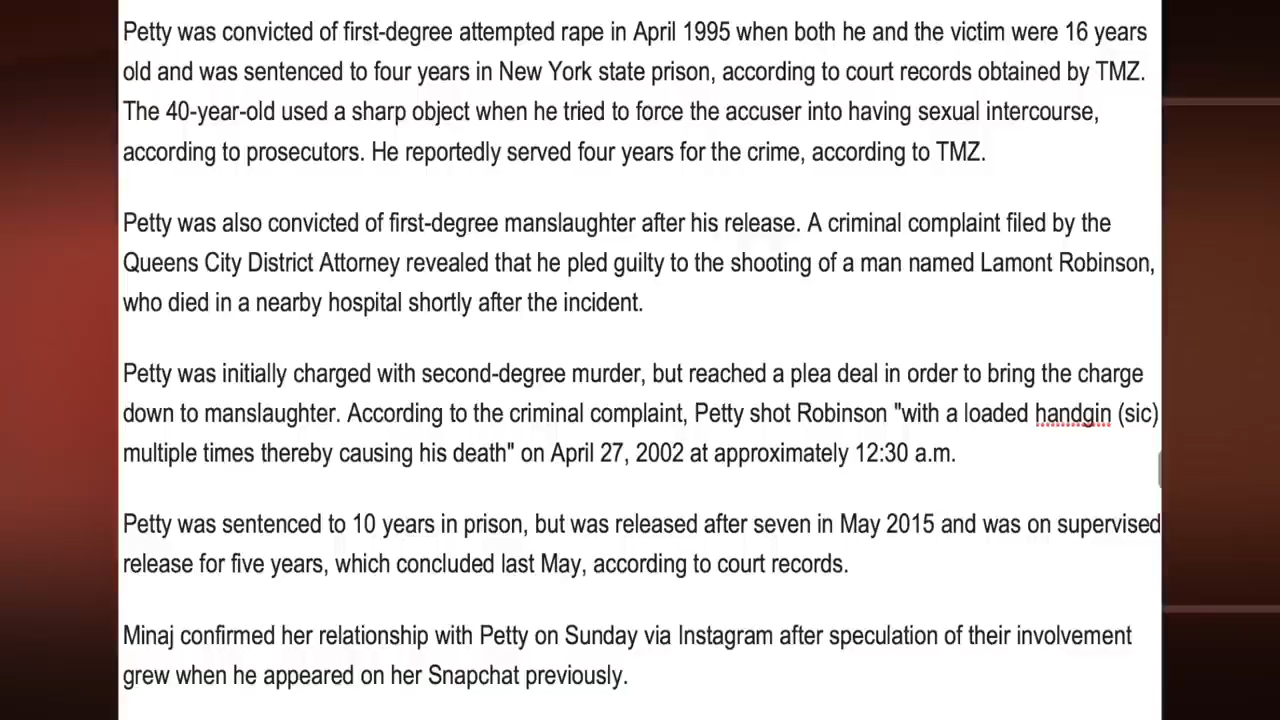 Petty was convicted of first-degree attempted rape in April 1995 when both he and the victim were 16 years
old and was sentenced to four years in New York state prison, according to court records obtained by TMZ.
The 40-year-old used a sharp object when he tried to force the accuser into having sexual intercourse,
according to prosecutors. He reportedly served four years for the crime, according to TMZ.
Petty was also convicted of first-degree manslaughter after his release. A criminal complaint filed by the
Queens City District Attorney revealed that he pled guilty to the shooting of a man named Lamont Robinson,
who died in a nearby hospital shortly after the incident.
Petty was initially charged with second-degree murder, but reached a plea deal in order to bring the charge
down to manslaughter. According to the criminal complaint, Petty shot Robinson "with a loaded handgin (sic)
multiple times thereby causing his death" on April 27, 2002 at approximately 12:30 a.m.
Petty was sentenced to 10 years in prison, but was released after seven in May 2015 and was on supervised
release for five years, which concluded last May, according to court records.
Minaj confirmed her relationship with Petty on Sunday via Instagram after speculation of their involvement
grew when he appeared on her Snapchat previously.